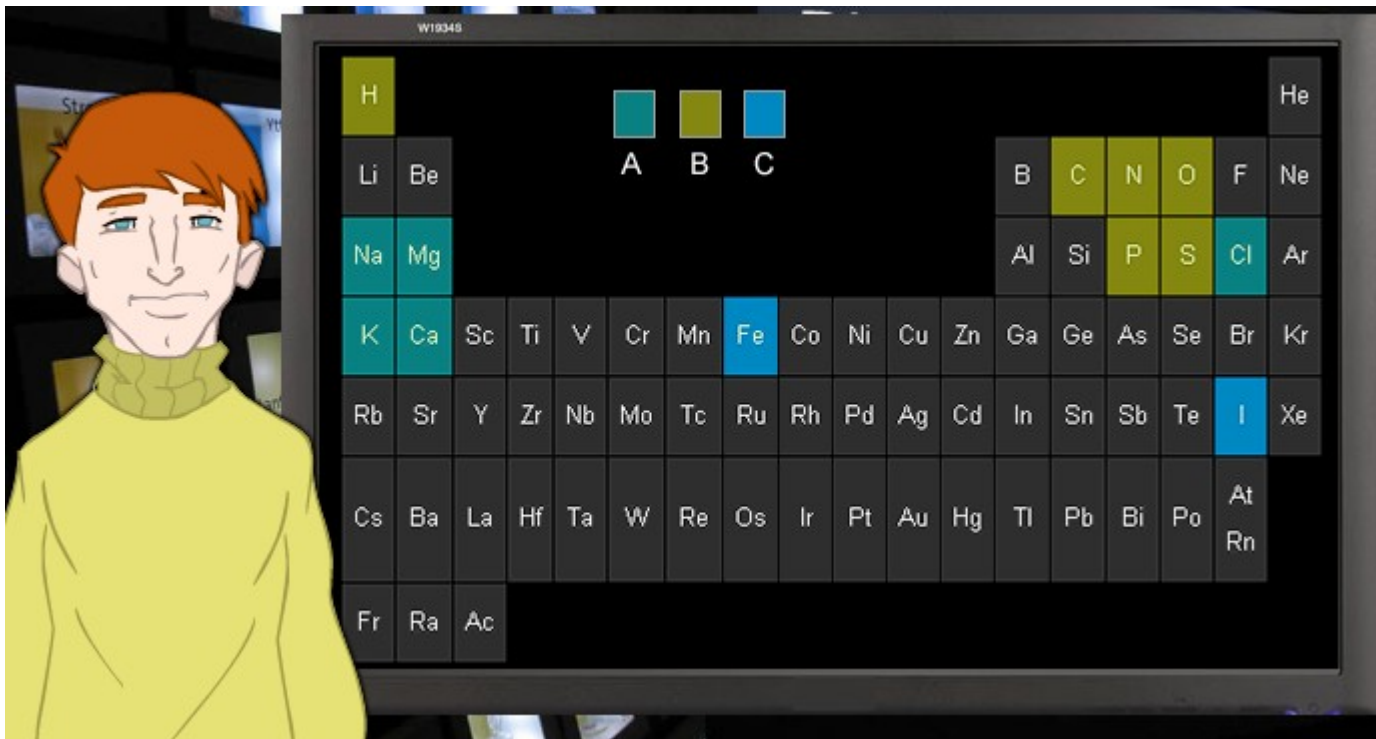 W1934S
H He
A B C
Li Be B C N O F Ne
Na Mg Al Si P S Cl Ar
K Ca Sc Ti V Cr Mn Fe Co Ni Cu Zn Ga Ge As Se Br Kr
Rb Sr Y Zr Nb Mo Tc Ru Rh Pd Ag Cd In Sn Sb Te I Xe
Cs Ba La Hf Ta W Re Os Ir Pt Au Hg Tl Pb Bi Po At
Rn
Fr Ra Ac